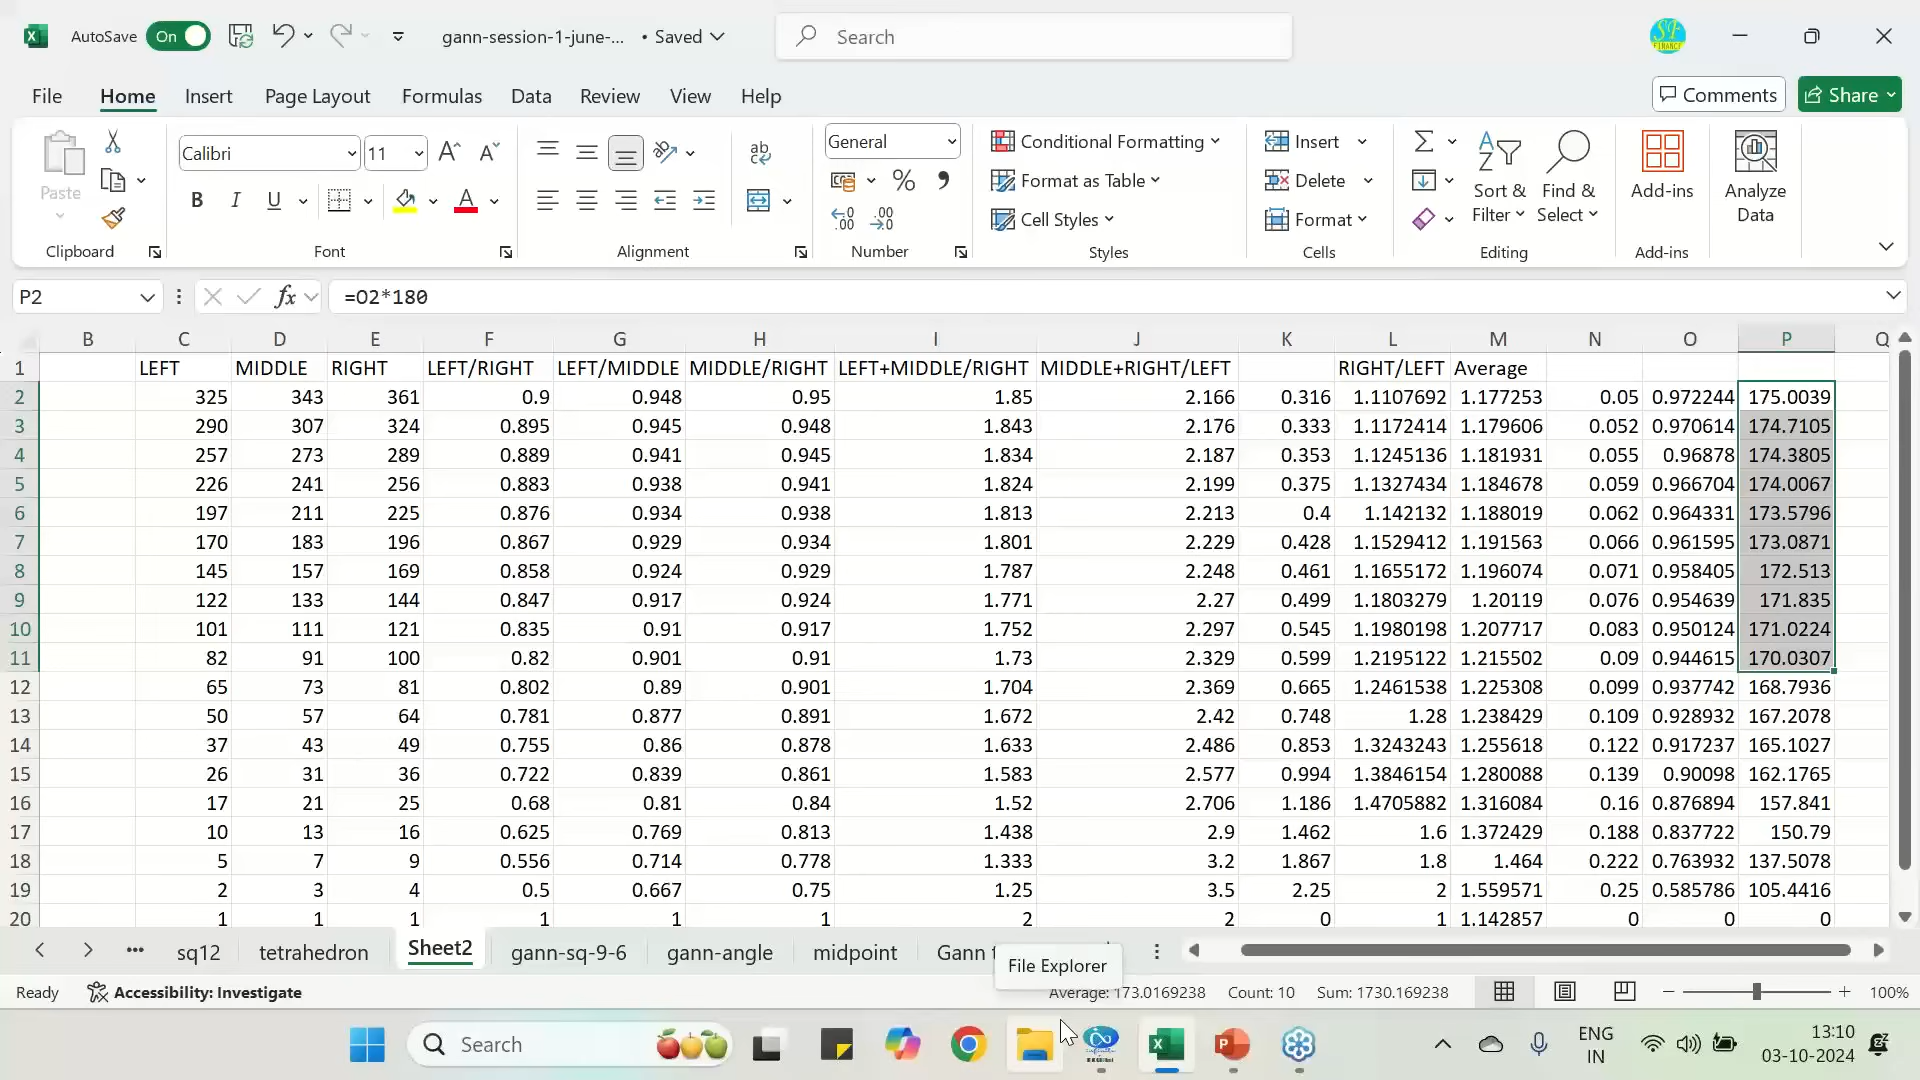 AutoSave On gann-session-1-june-... • Saved Search
File Home Insert Page Layout Formulas Data Review View Help Comments Share
Paste Calibri 11 General Conditional Formatting Format as Table Cell Styles Insert Delete Format Sort & Filter Find & Select Add-ins Analyze Data
Clipboard Font Alignment Number Styles Cells Editing Add-ins
P2 fx =O2*180
B C D E F G H I J K L M N O P Q
1 LEFT MIDDLE RIGHT LEFT/RIGHT LEFT/MIDDLE MIDDLE/RIGHT LEFT+MIDDLE/RIGHT MIDDLE+RIGHT/LEFT RIGHT/LEFT Average
2 325 343 361 0.9 0.948 0.95 1.85 2.166 0.316 1.1107692 1.177253 0.05 0.972244 175.0039
3 290 307 324 0.895 0.945 0.948 1.843 2.176 0.333 1.1172414 1.179606 0.052 0.970614 174.7105
4 257 273 289 0.889 0.941 0.945 1.834 2.187 0.353 1.1245136 1.181931 0.055 0.96878 174.3805
5 226 241 256 0.883 0.938 0.941 1.824 2.199 0.375 1.1327434 1.184678 0.059 0.966704 174.0067
6 197 211 225 0.876 0.934 0.938 1.813 2.213 0.4 1.142132 1.188019 0.062 0.964331 173.5796
7 170 183 196 0.867 0.929 0.934 1.801 2.229 0.428 1.1529412 1.191563 0.066 0.961595 173.0871
8 145 157 169 0.858 0.924 0.929 1.787 2.248 0.461 1.1655172 1.196074 0.071 0.958405 172.513
9 122 133 144 0.847 0.917 0.924 1.771 2.27 0.499 1.1803279 1.20119 0.076 0.954639 171.835
10 101 111 121 0.835 0.91 0.917 1.752 2.297 0.545 1.1980198 1.207717 0.083 0.950124 171.0224
11 82 91 100 0.82 0.901 0.91 1.73 2.329 0.599 1.2195122 1.215502 0.09 0.944615 170.0307
12 65 73 81 0.802 0.89 0.901 1.704 2.369 0.665 1.2461538 1.225308 0.099 0.937742 168.7936
13 50 57 64 0.781 0.877 0.891 1.672 2.42 0.748 1.28 1.238429 0.109 0.928932 167.2078
14 37 43 49 0.755 0.86 0.878 1.633 2.486 0.853 1.3243243 1.255618 0.122 0.917237 165.1027
15 26 31 36 0.722 0.839 0.861 1.583 2.577 0.994 1.3846154 1.280088 0.139 0.90098 162.1765
16 17 21 25 0.68 0.81 0.84 1.52 2.706 1.186 1.4705882 1.316084 0.16 0.876894 157.841
17 10 13 16 0.625 0.769 0.813 1.438 2.9 1.462 1.6 1.372429 0.188 0.837722 150.79
18 5 7 9 0.556 0.714 0.778 1.333 3.2 1.867 1.8 1.464 0.222 0.763932 137.5078
19 2 3 4 0.5 0.667 0.75 1.25 3.5 2.25 2 1.559571 0.25 0.585786 105.4416
20 1 1 1 1 1 1 2 2 0 1 1.142857 0 0 0
sq12 tetrahedron Sheet2 gann-sq-9-6 gann-angle midpoint Gann
File Explorer
Ready Accessibility: Investigate Average: 173.0169238 Count: 10 Sum: 1730.169238 100%
Search ENG IN 13:10 03-10-2024